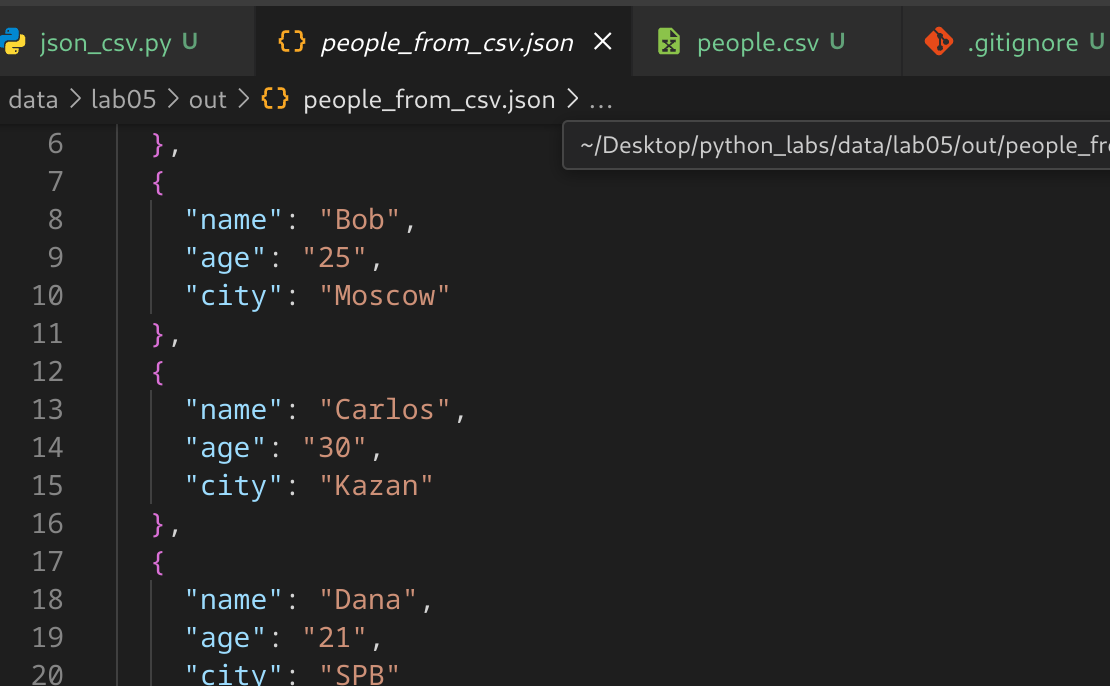 json_csv.py U people_from_csv.json people.csv U .gitignore U
data > lab05 > out > {} people_from_csv.json > ...
~/Desktop/python_labs/data/lab05/out/people_fr
6 },
7 {
8 "name": "Bob",
9 "age": "25",
10 "city": "Moscow"
11 },
12 {
13 "name": "Carlos",
14 "age": "30",
15 "city": "Kazan"
16 },
17 {
18 "name": "Dana",
19 "age": "21",
20 "city": "SPB"